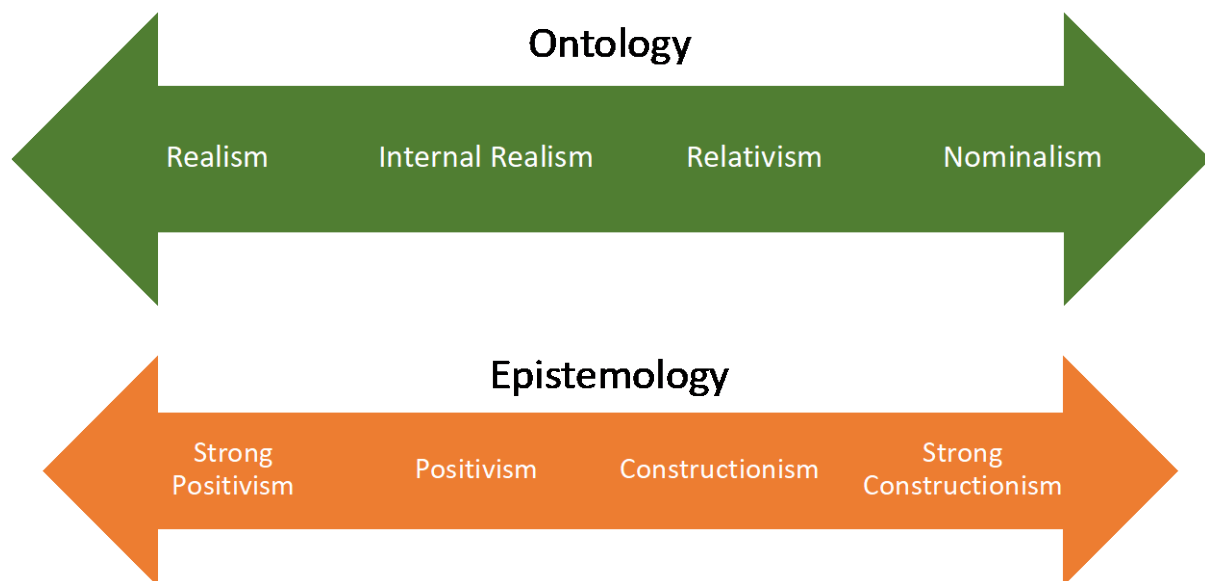 Ontology
Realism Internal Realism Relativism Nominalism
Epistemology
Strong
Positivism
Positivism
Constructionism
Strong
Constructionism